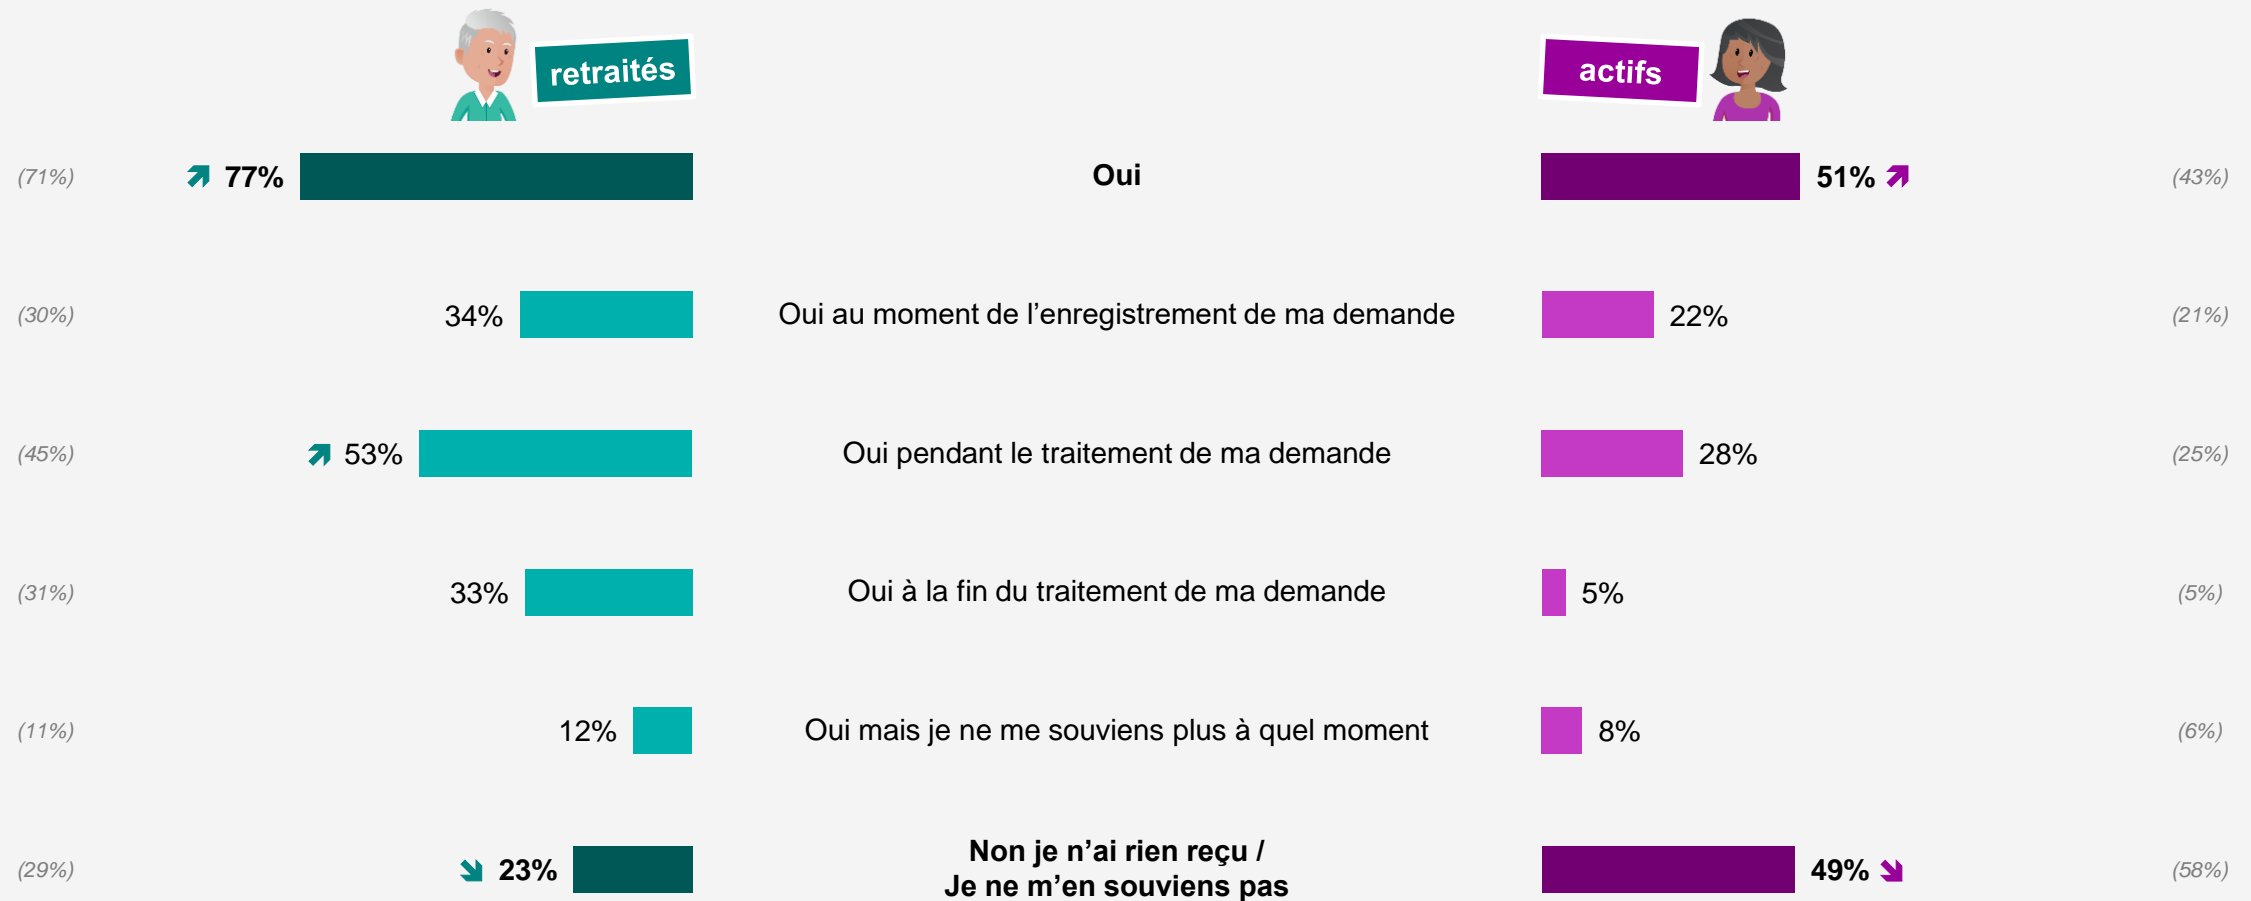 retraités
actifs
(71%) 77% Oui 51% (43%)
(30%) 34% Oui au moment de l’enregistrement de ma demande 22% (21%)
(45%) 53% Oui pendant le traitement de ma demande 28% (25%)
(31%) 33% Oui à la fin du traitement de ma demande 5% (5%)
(11%) 12% Oui mais je ne me souviens plus à quel moment 8% (6%)
(29%) 23% Non je n’ai rien reçu / 49% (58%)
Je ne m’en souviens pas